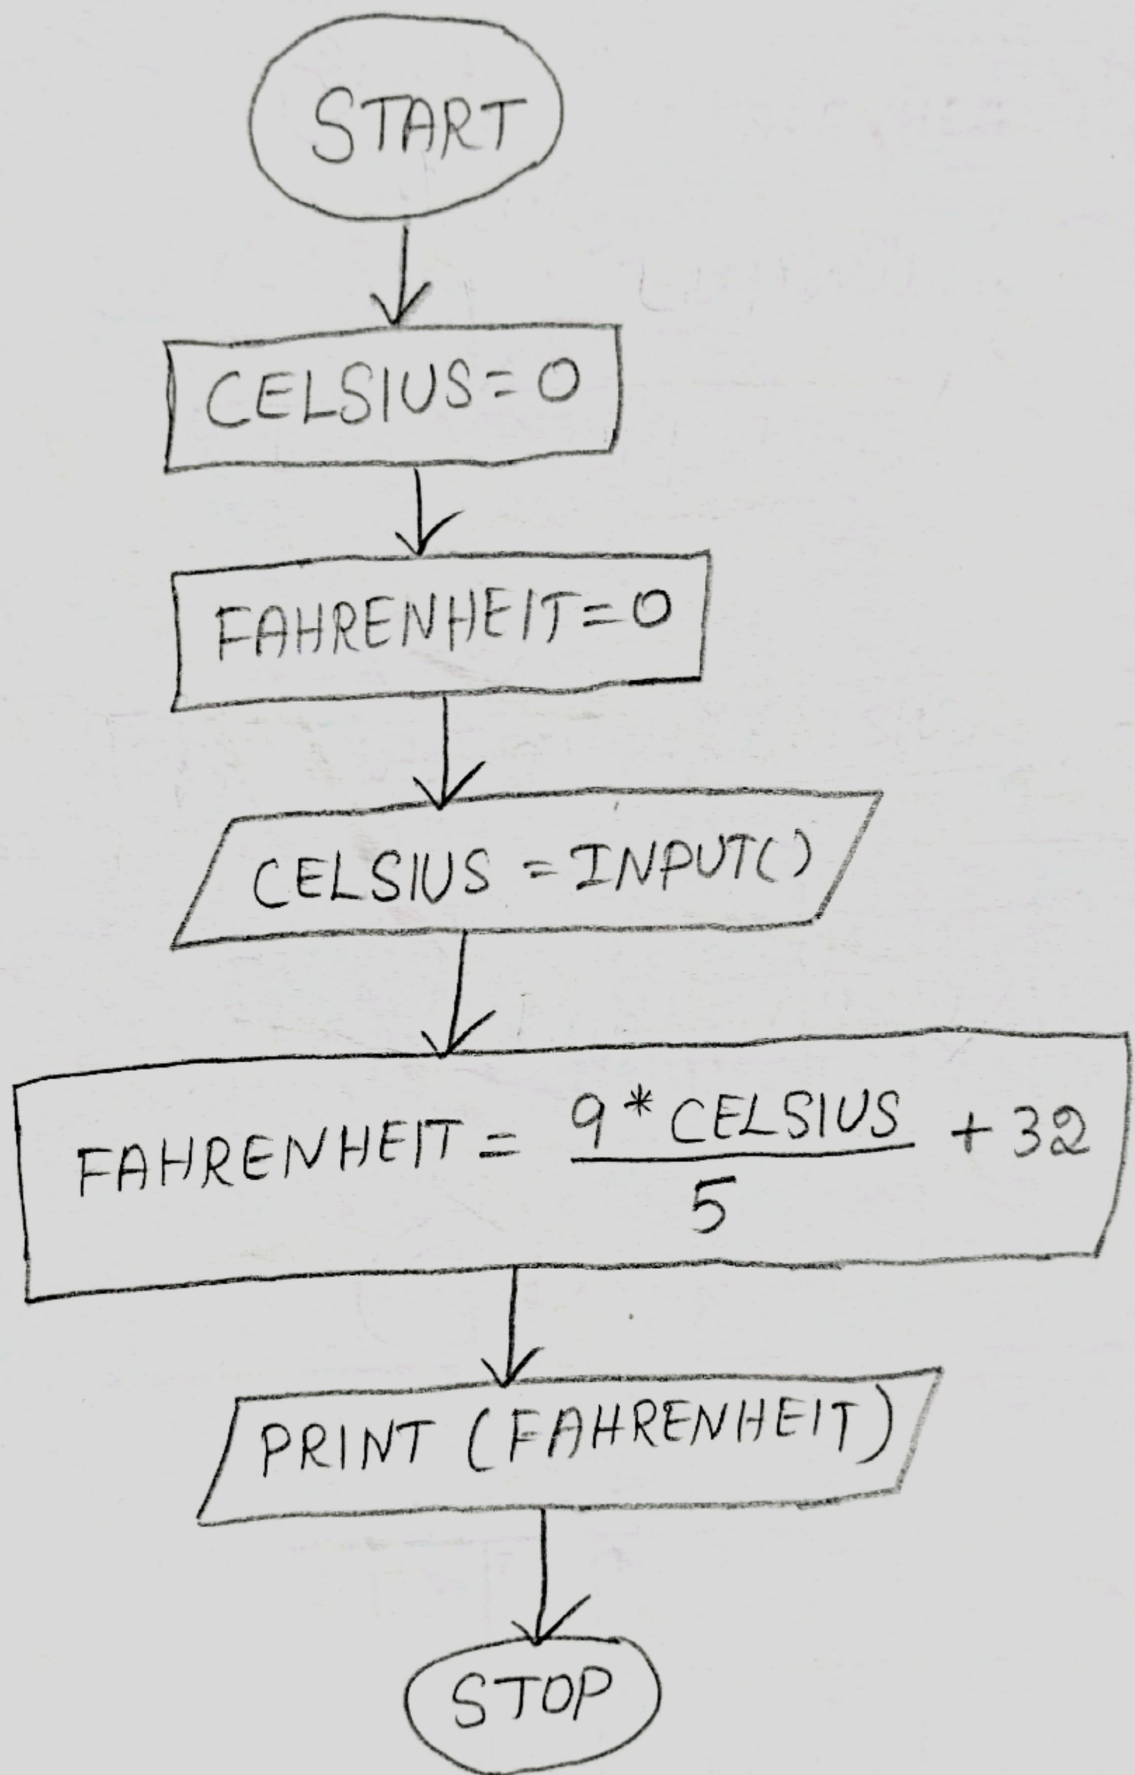 START
CELSIUS = 0
FAHRENHEIT = 0
CELSIUS = INPUT()
FAHRENHEIT = 9 * CELSIUS / 5 + 32
PRINT (FAHRENHEIT)
STOP